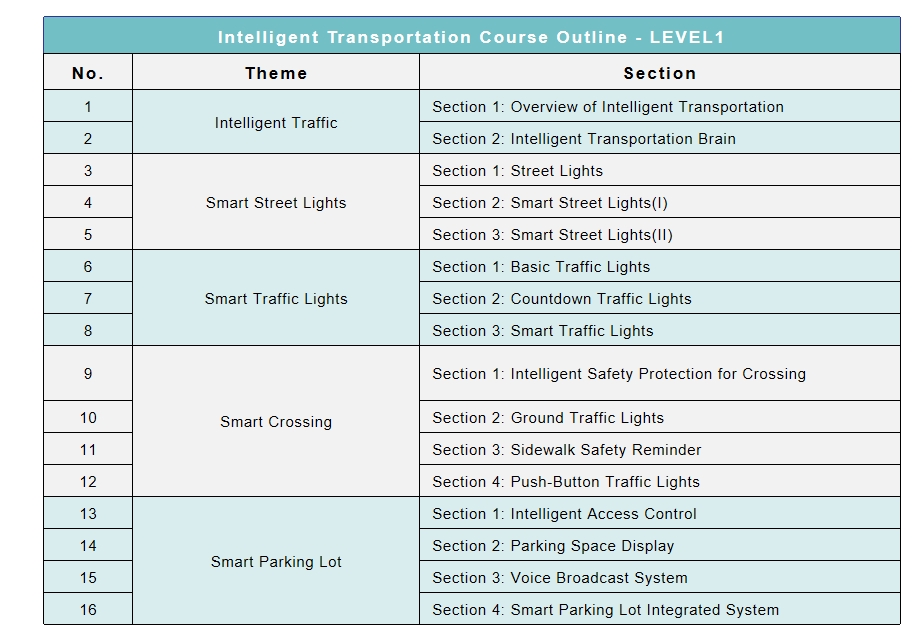 Intelligent Transportation Course Outline - LEVEL1
No. Theme Section
1 Intelligent Traffic Section 1: Overview of Intelligent Transportation
2 Section 2: Intelligent Transportation Brain
3 Smart Street Lights Section 1: Street Lights
4 Section 2: Smart Street Lights(I)
5 Section 3: Smart Street Lights(II)
6 Smart Traffic Lights Section 1: Basic Traffic Lights
7 Section 2: Countdown Traffic Lights
8 Section 3: Smart Traffic Lights
9 Smart Crossing Section 1: Intelligent Safety Protection for Crossing
10 Section 2: Ground Traffic Lights
11 Section 3: Sidewalk Safety Reminder
12 Section 4: Push-Button Traffic Lights
13 Smart Parking Lot Section 1: Intelligent Access Control
14 Section 2: Parking Space Display
15 Section 3: Voice Broadcast System
16 Section 4: Smart Parking Lot Integrated System